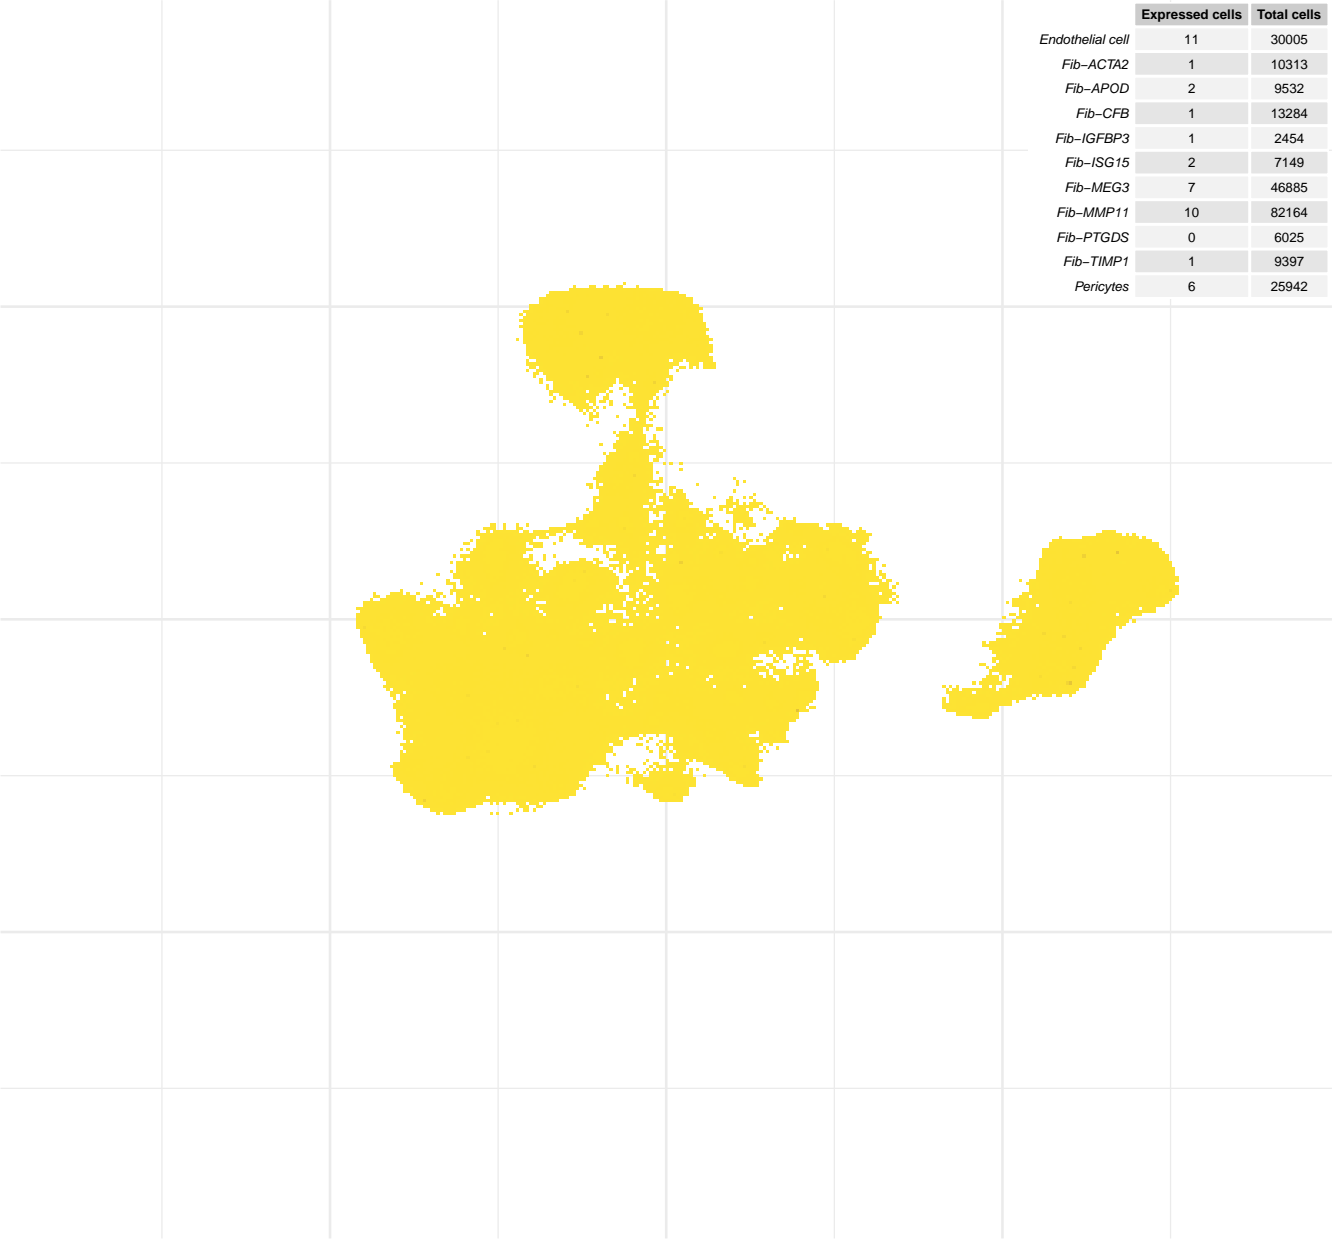 Expressed cells Total cells
Endothelial cell 11 30005
Fib−ACTA2 1 10313
Fib−APOD 2 9532
Fib−CFB 1 13284
Fib−IGFBP3 1 2454
Fib−ISG15 2 7149
Fib−MEG3 7 46885
Fib−MMP11 10 82164
Fib−PTGDS 0 6025
Fib−TIMP1 1 9397
Pericytes 6 25942